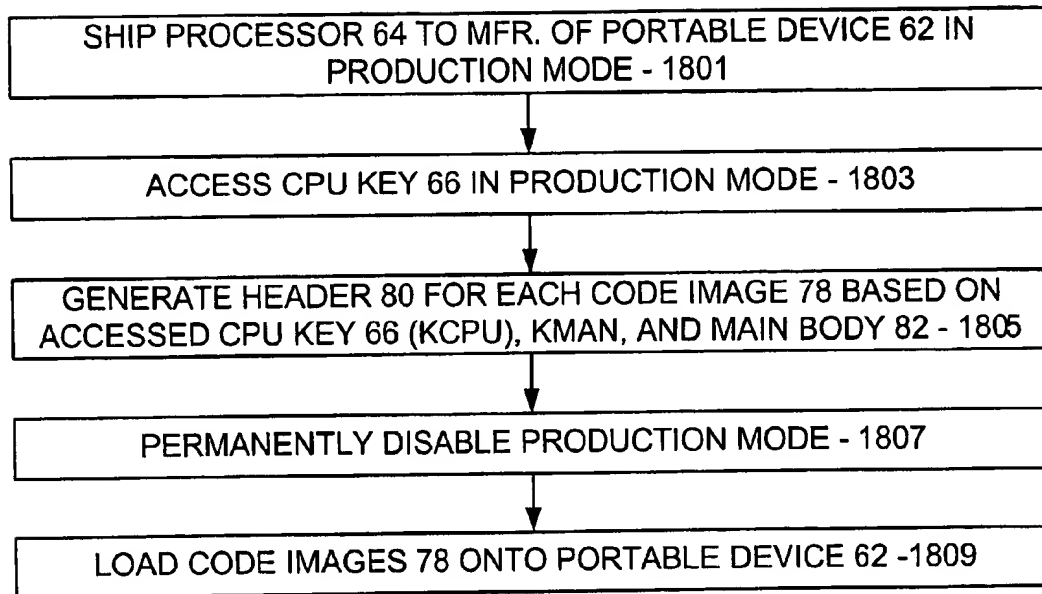 SHIP PROCESSOR 64 TO MFR. OF PORTABLE DEVICE 62 IN
PRODUCTION MODE - 1801
ACCESS CPU KEY 66 IN PRODUCTION MODE - 1803
GENERATE HEADER 80 FOR EACH CODE IMAGE 78 BASED ON
ACCESSED CPU KEY 66 (KCPU), KMAN, AND MAIN BODY 82 - 1805
PERMANENTLY DISABLE PRODUCTION MODE - 1807
LOAD CODE IMAGES 78 ONTO PORTABLE DEVICE 62 -1809